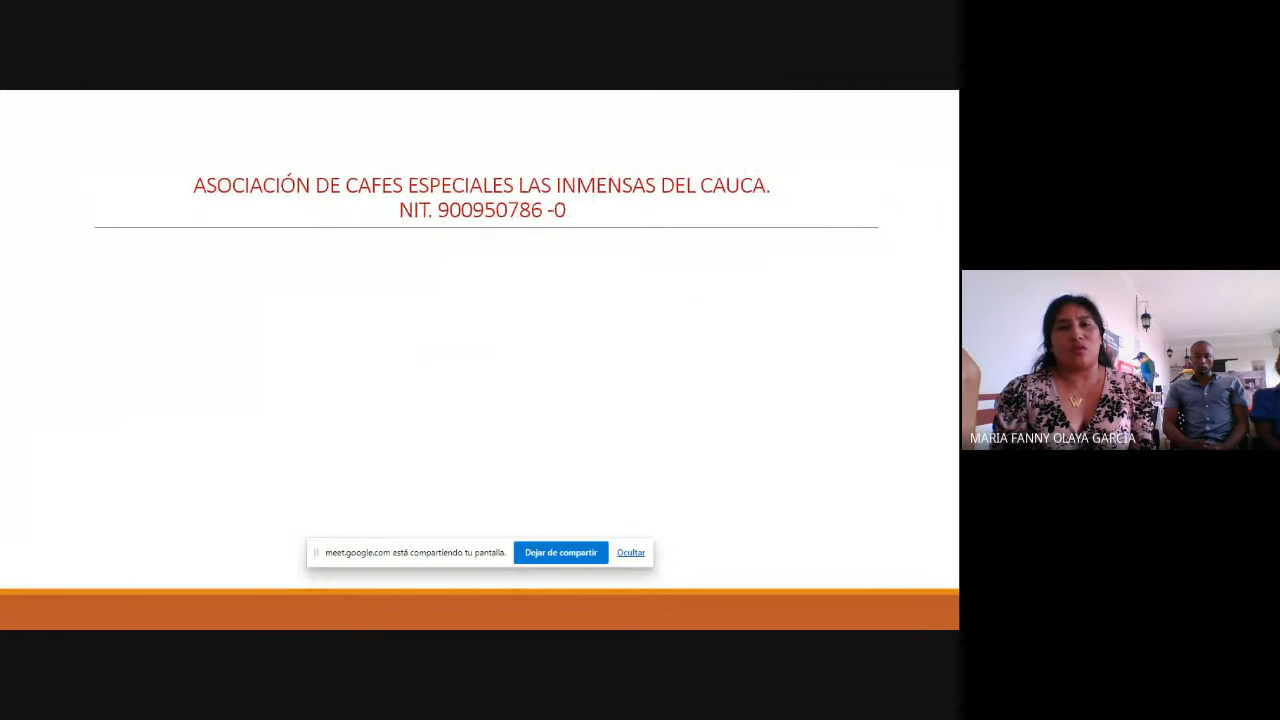 ASOCIACIÓN DE CAFES ESPECIALES LAS INMENSAS DEL CAUCA.
NIT. 900950786 -0
meet.google.com está compartiendo tu pantalla. Dejar de compartir Ocultar
MARIA FANNY OLAYA GARCIA